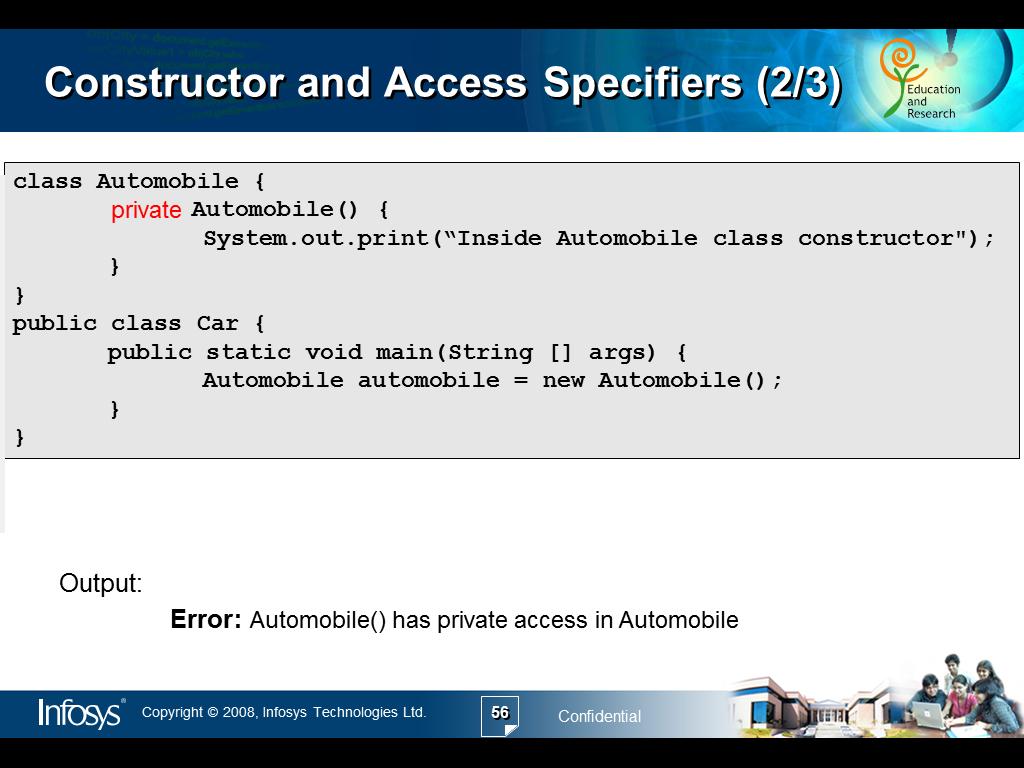 Constructor and Access Specifiers (2/3)
Education
and
Research
class Automobile {
private Automobile() {
System.out.print(“Inside Automobile class constructor");
}
}
public class Car {
public static void main(String [] args) {
Automobile automobile = new Automobile();
}
}
Output:
Error: Automobile() has private access in Automobile
Infosys® Copyright © 2008, Infosys Technologies Ltd. 56 Confidential